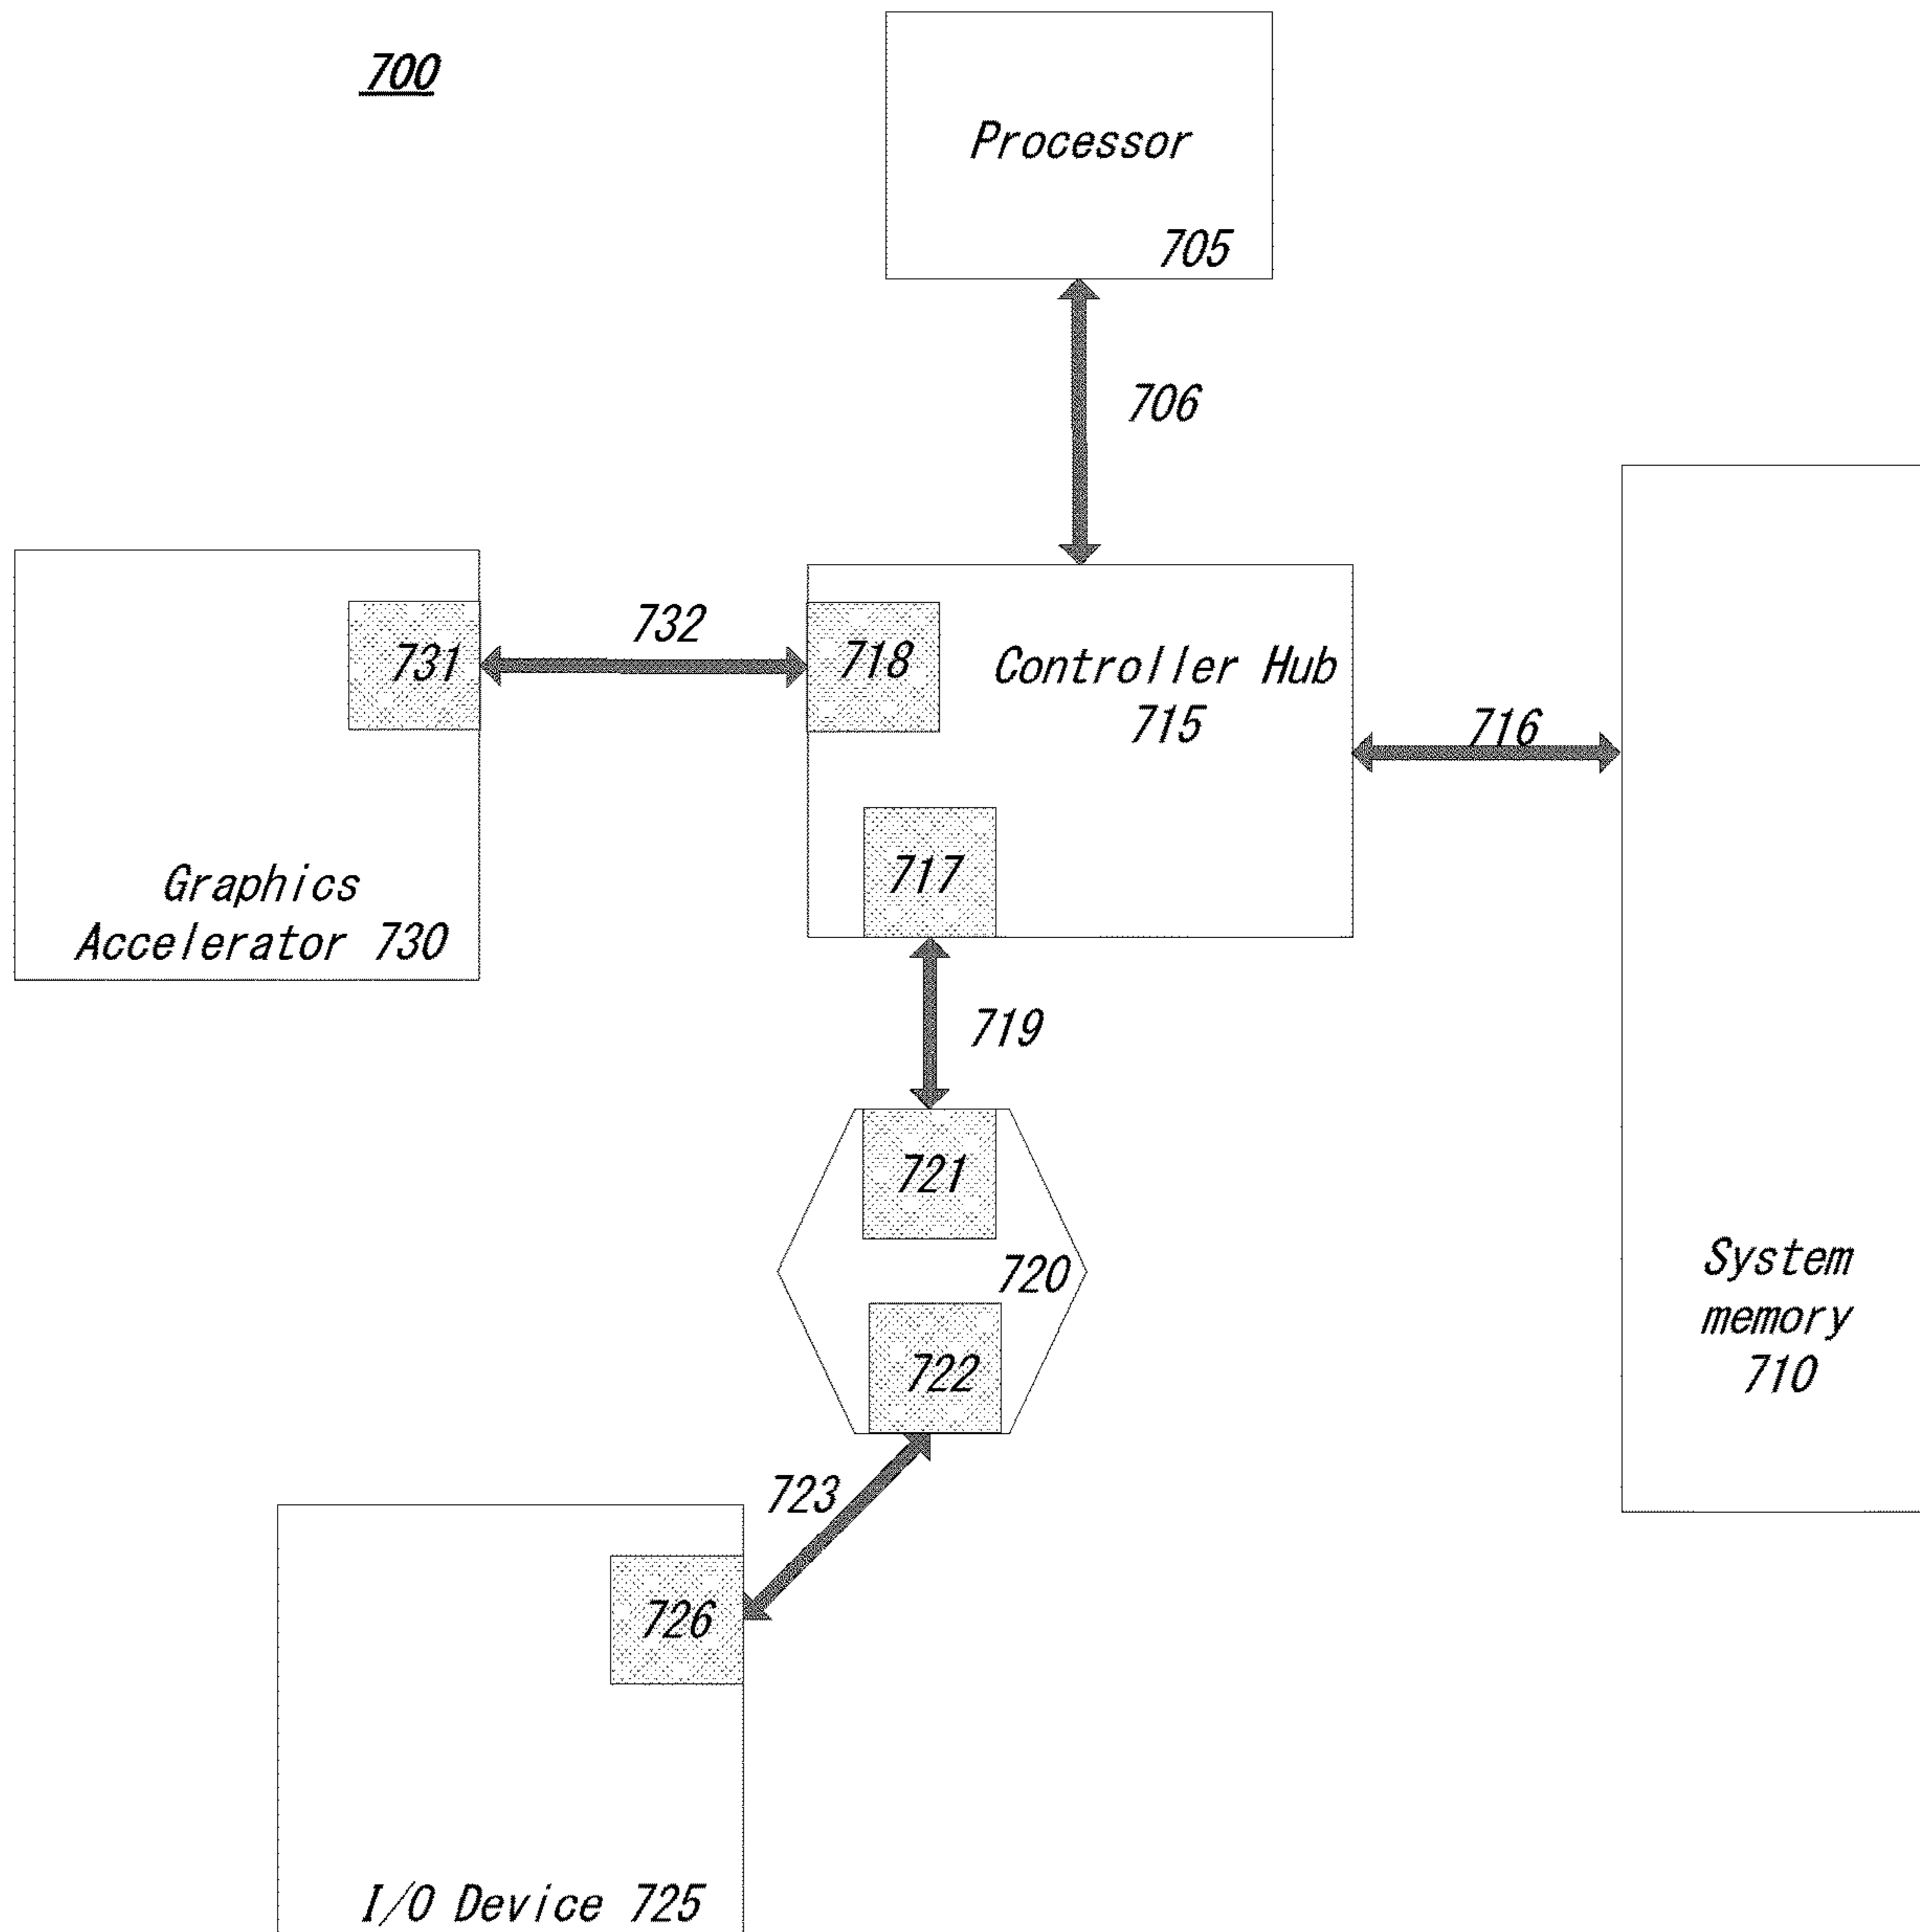 700
Processor
705
706
732
731
718
Controller Hub
715
716
717
Graphics
Accelerator 730
719
721
720
722
System
memory
710
723
726
I/O Device 725